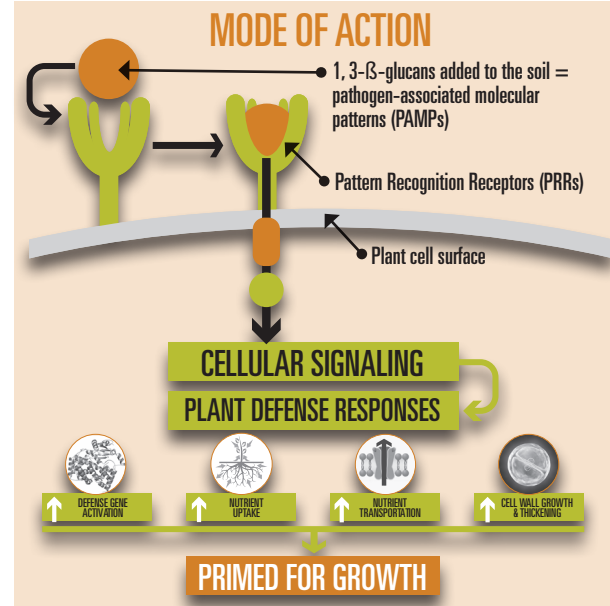 MODE OF ACTION
1, 3-ß-glucans added to the soil =
pathogen-associated molecular
patterns (PAMPs)
Pattern Recognition Receptors (PRRs)
Plant cell surface
CELLULAR SIGNALING
PLANT DEFENSE RESPONSES
DEFENSE GENE
ACTIVATION
NUTRIENT
UPTAKE
NUTRIENT
TRANSPORTATION
CELL WALL GROWTH
& THICKENING
PRIMED FOR GROWTH